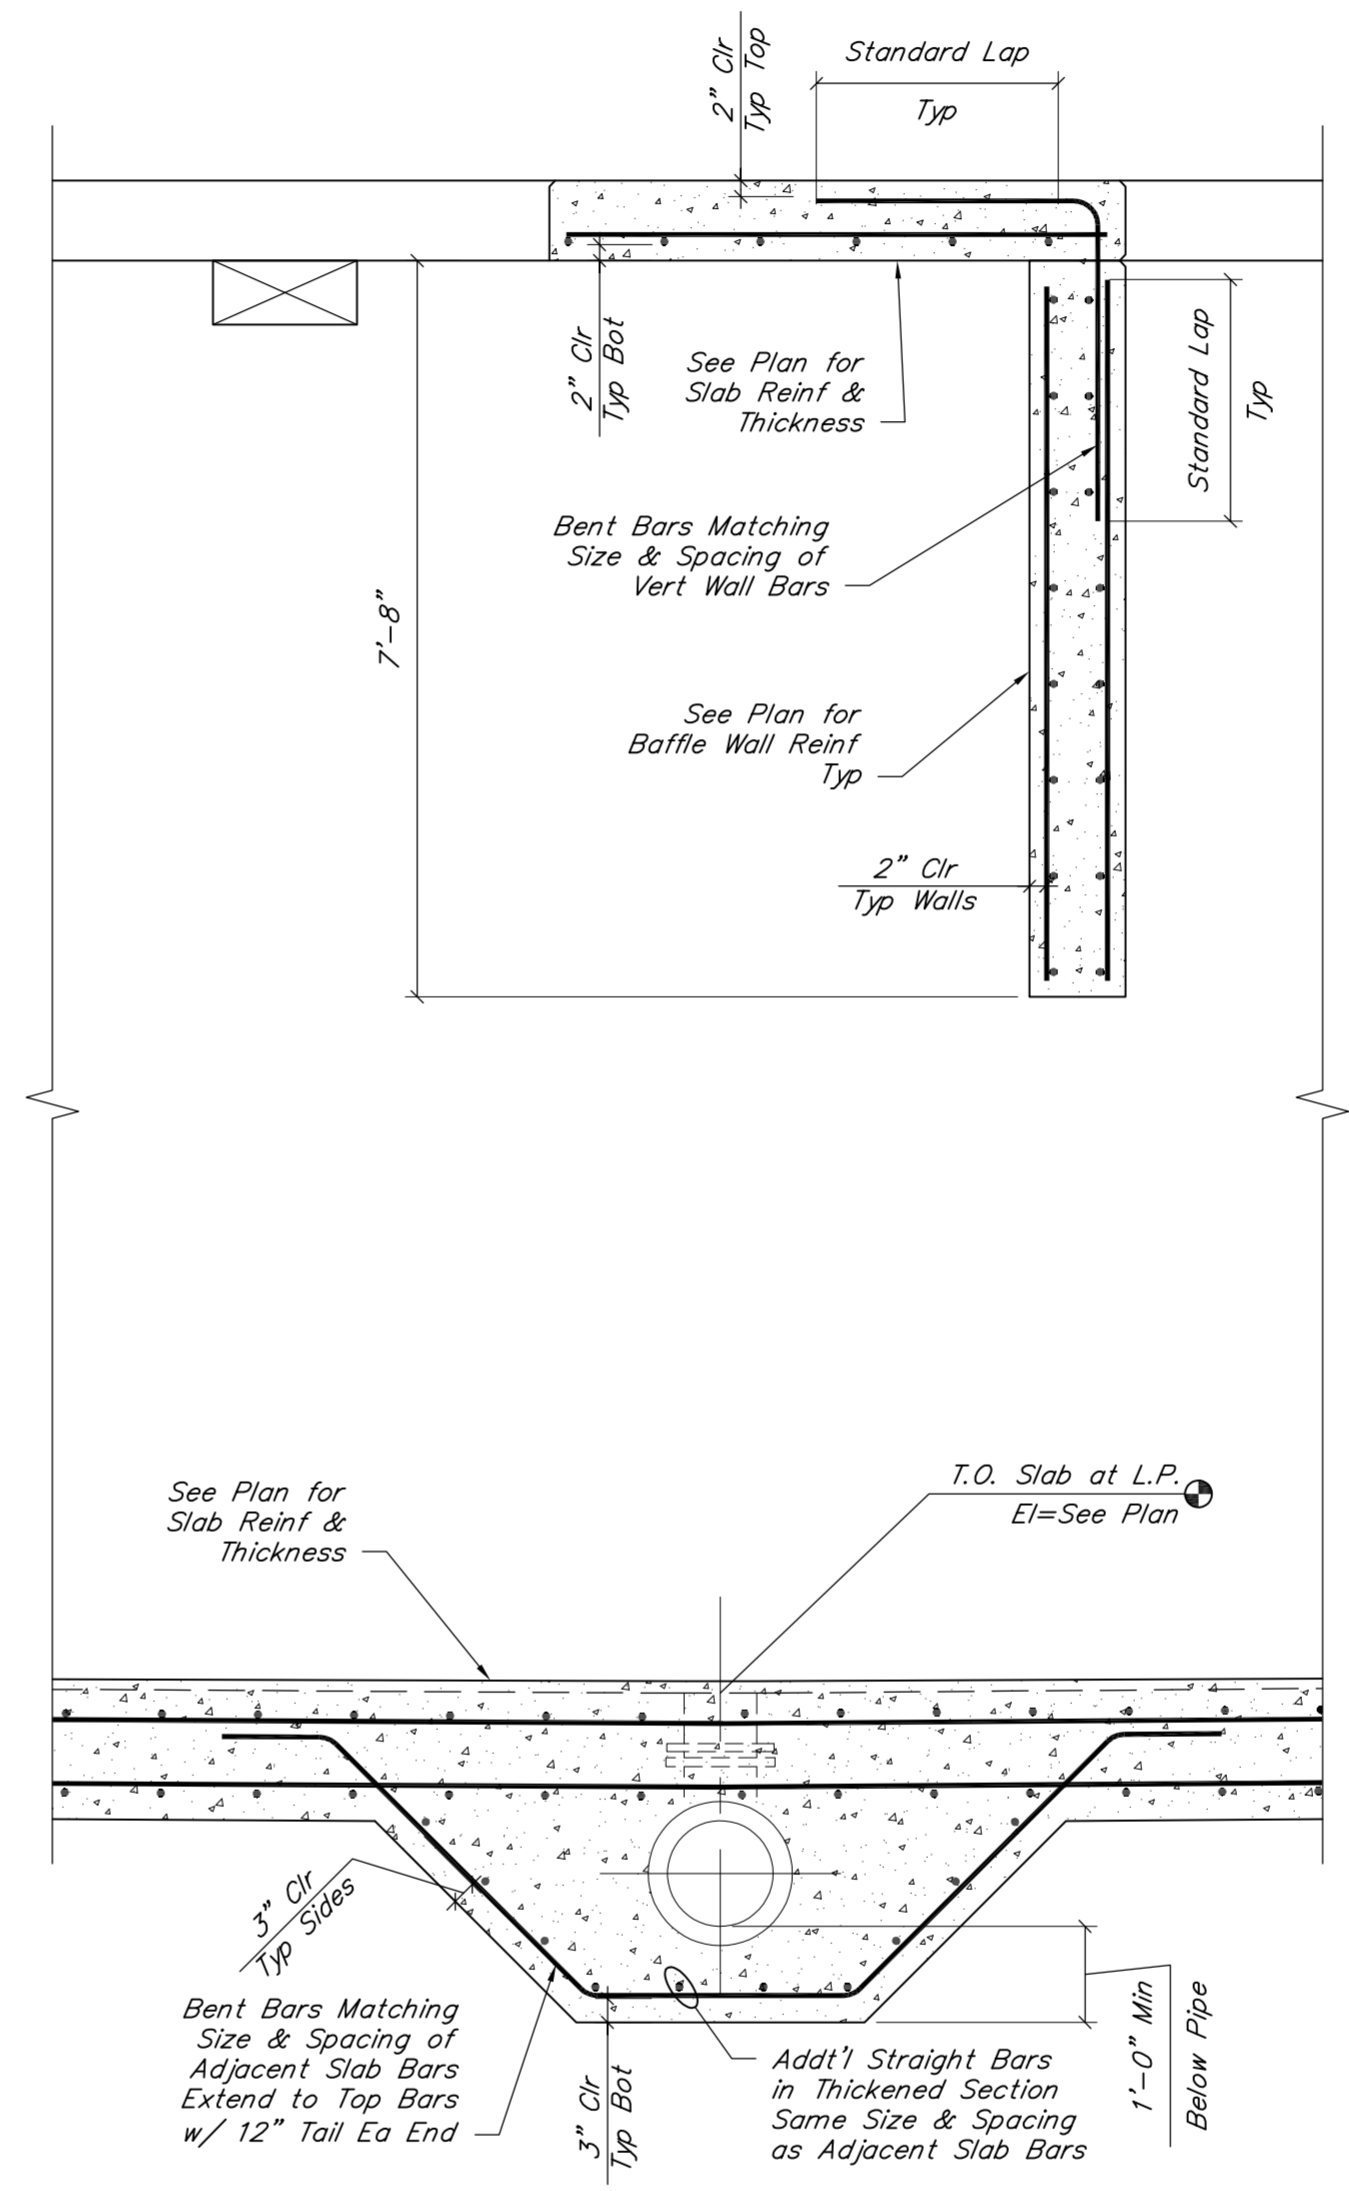 2" Clr
Typ Top
Standard Lap
Typ
2" Clr
Typ Bot
See Plan for
Slab Reinf &
Thickness
Standard Lap
Typ
Bent Bars Matching
Size & Spacing of
Vert Wall Bars
7'-8"
See Plan for
Baffle Wall Reinf
Typ
2" Clr
Typ Walls
See Plan for
Slab Reinf &
Thickness
T.O. Slab at L.P.
El=See Plan
3" Clr
Typ Sides
Bent Bars Matching
Size & Spacing of
Adjacent Slab Bars
Extend to Top Bars
w/ 12" Tail Ea End
3" Clr
Typ Bot
Addt'l Straight Bars
in Thickened Section
Same Size & Spacing
as Adjacent Slab Bars
1'-0" Min
Below Pipe